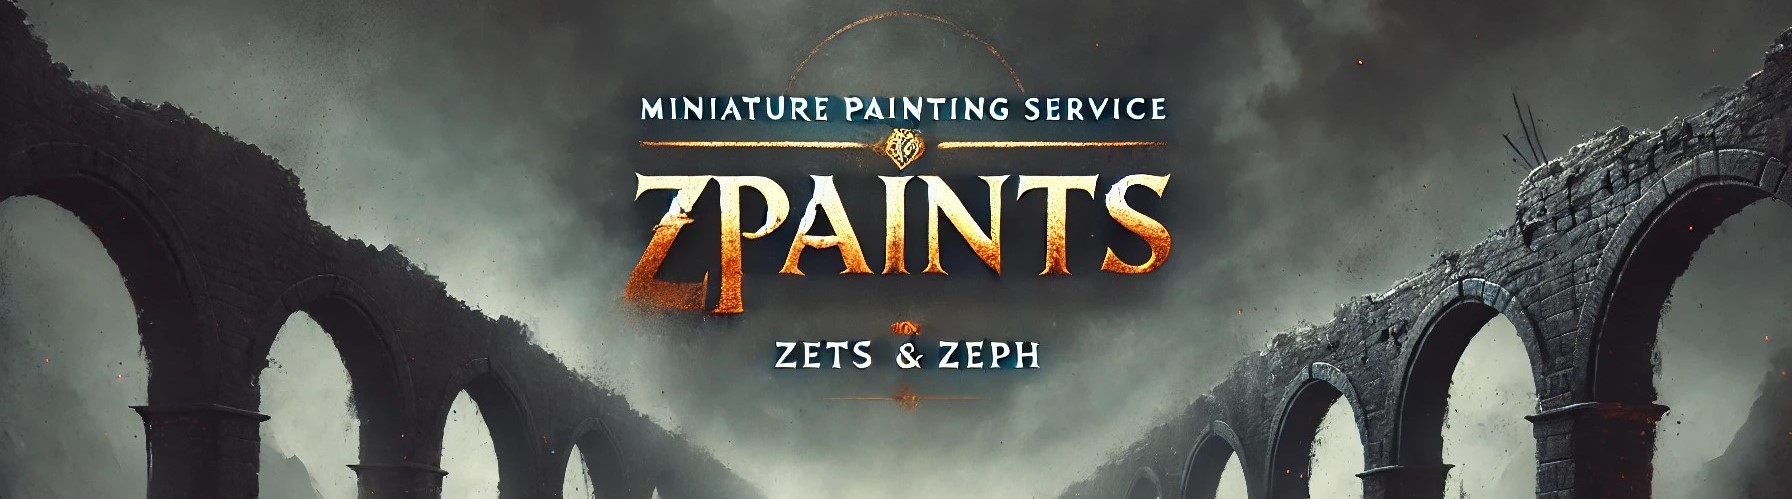 MINIATURE PAINTING SERVICE
ZPAINTS
ZETS & ZEPH